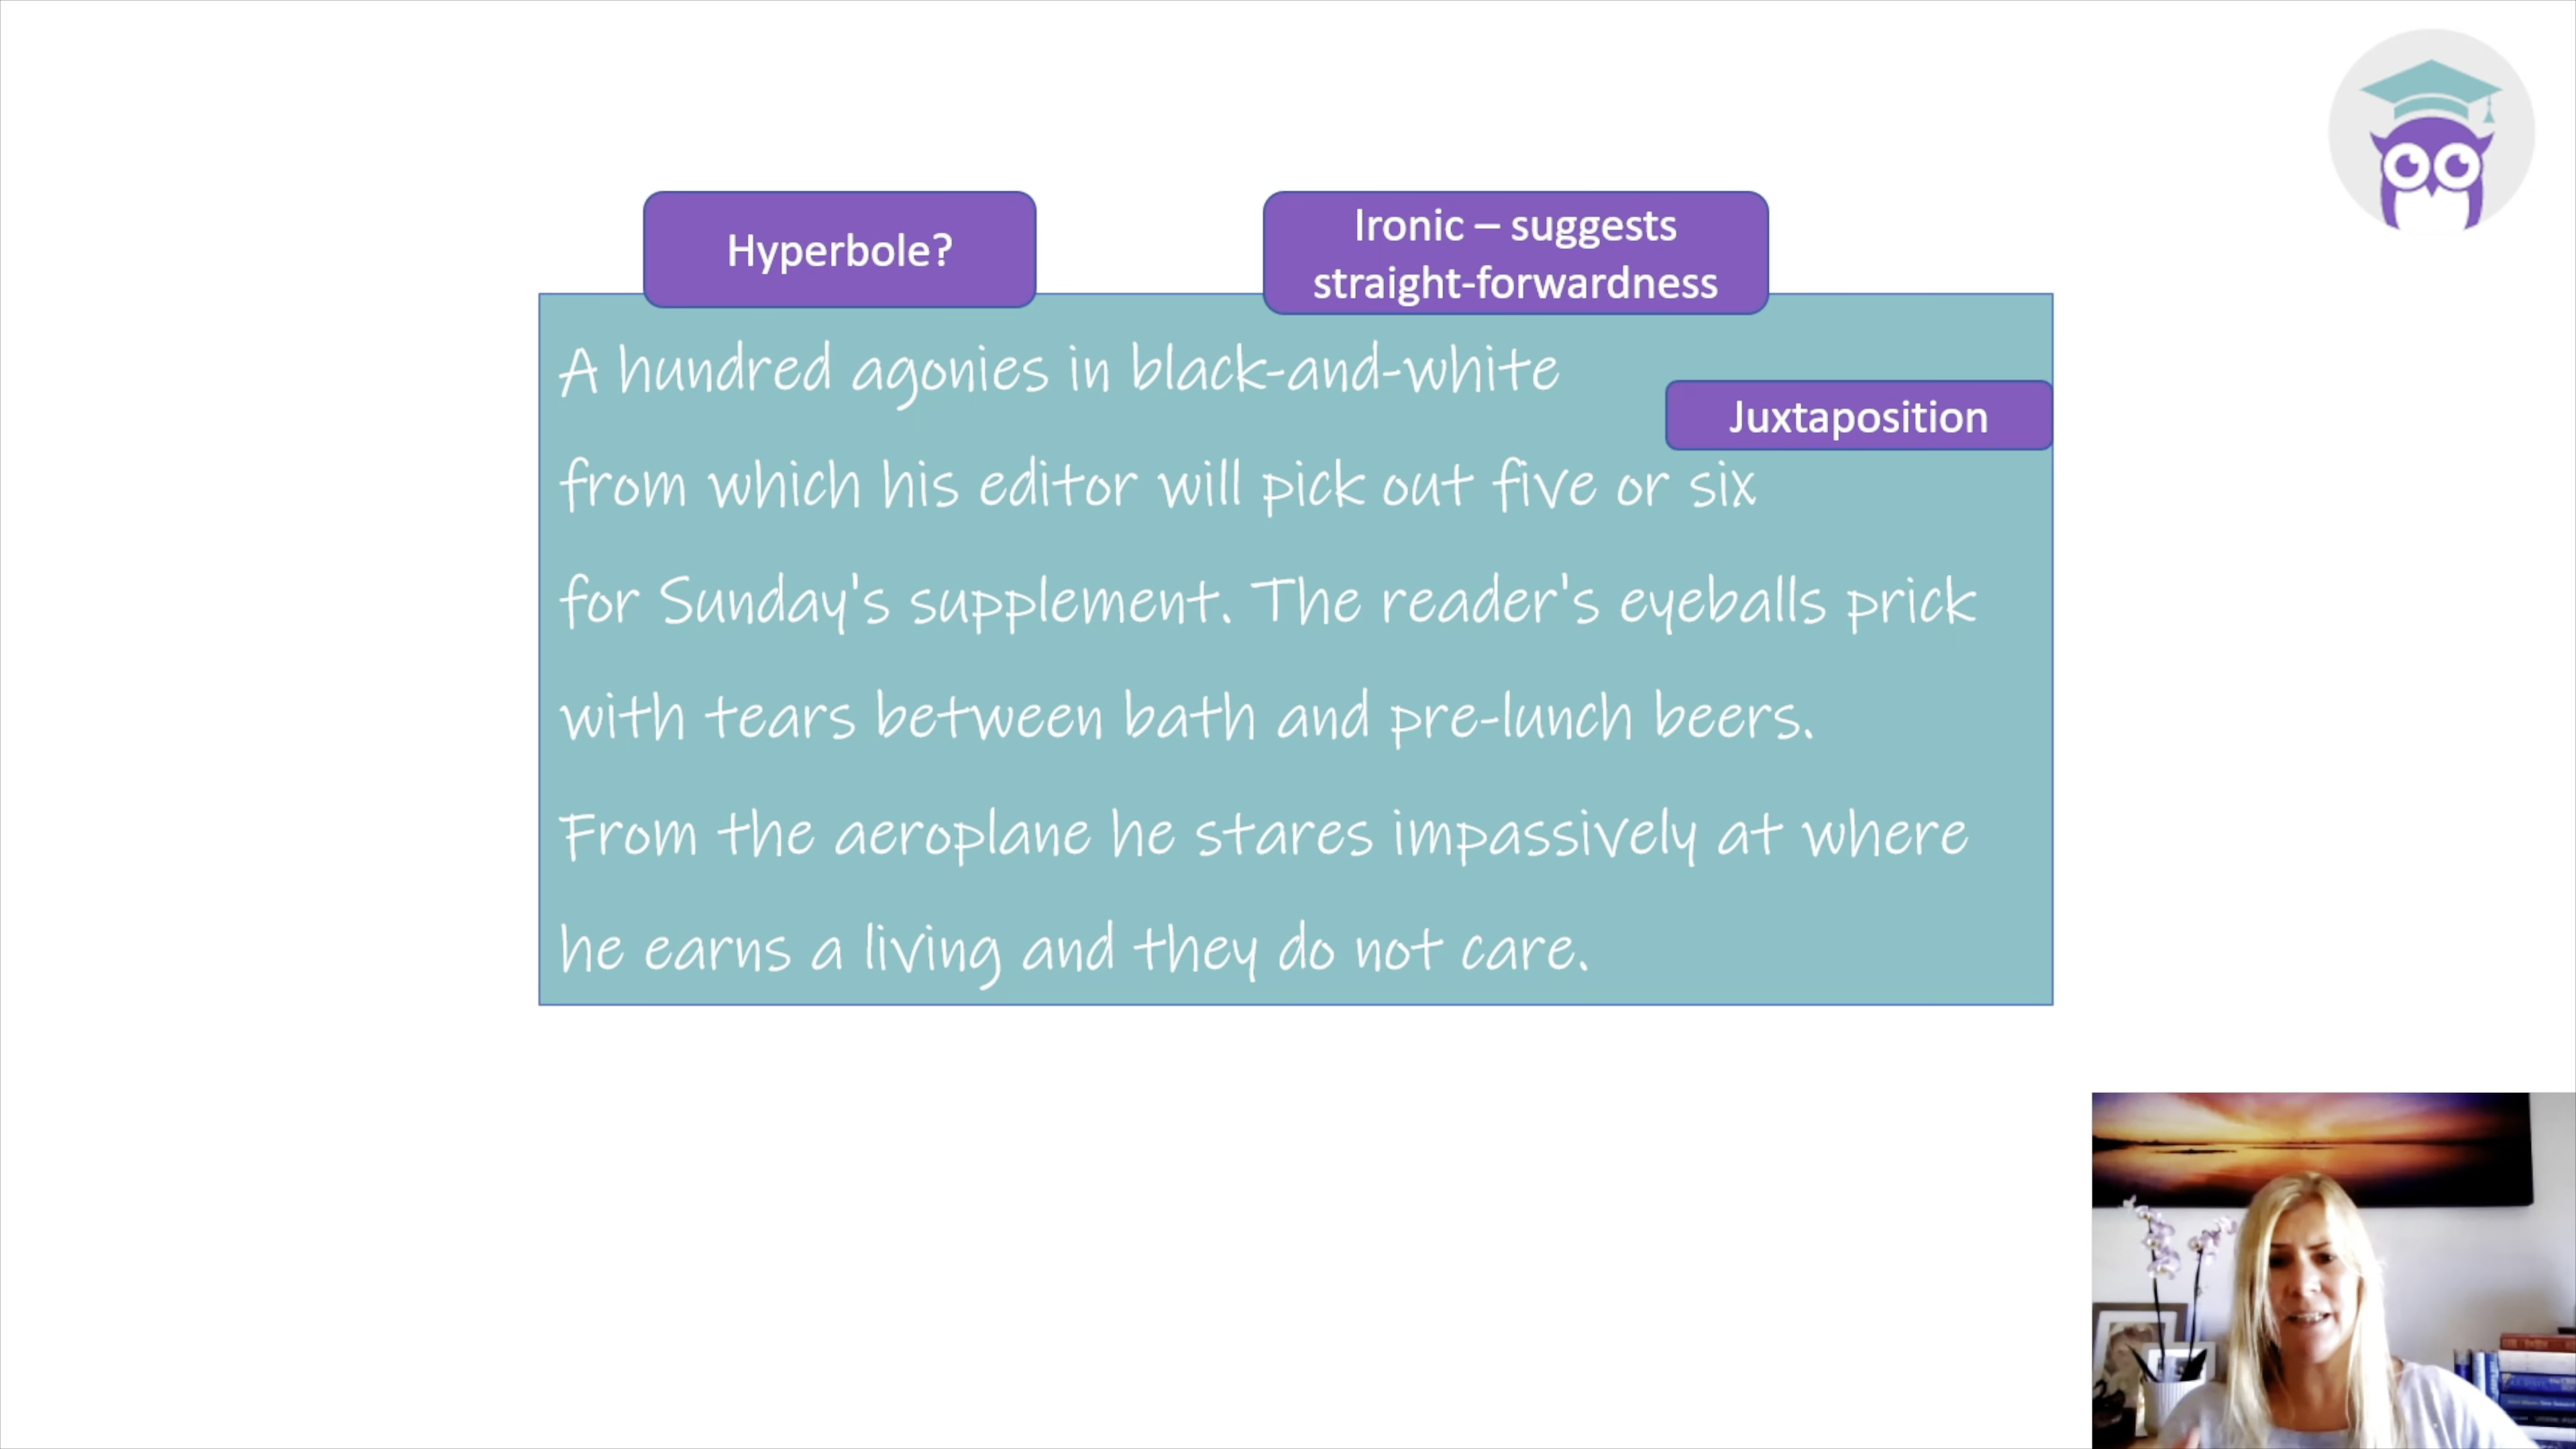 Hyperbole?
Ironic – suggests
straight-forwardness
A hundred agonies in black-and-white
Juxtaposition
from which his editor will pick out five or six
for Sunday's supplement. The reader's eyeballs prick
with tears between bath and pre-lunch beers.
From the aeroplane he stares impassively at where
he earns a living and they do not care.